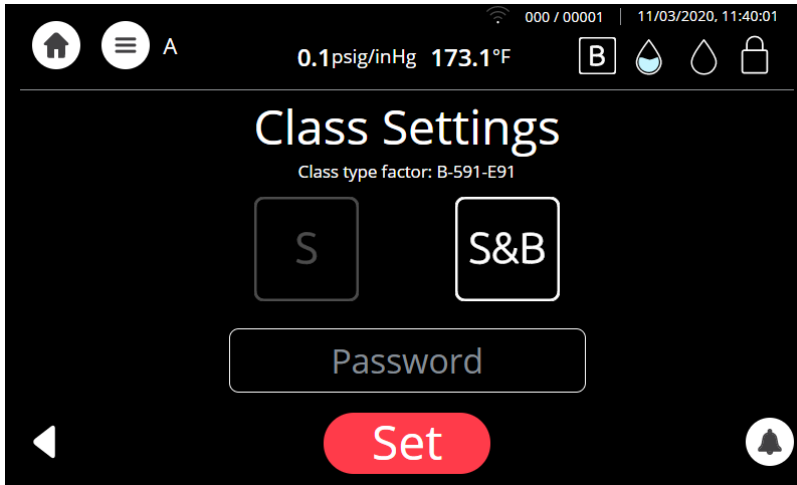 000 / 00001 | 11/03/2020, 11:40:01
A
0.1psig/inHg 173.1°F
B
Class Settings
Class type factor: B-591-E91
S
S&B
Password
Set